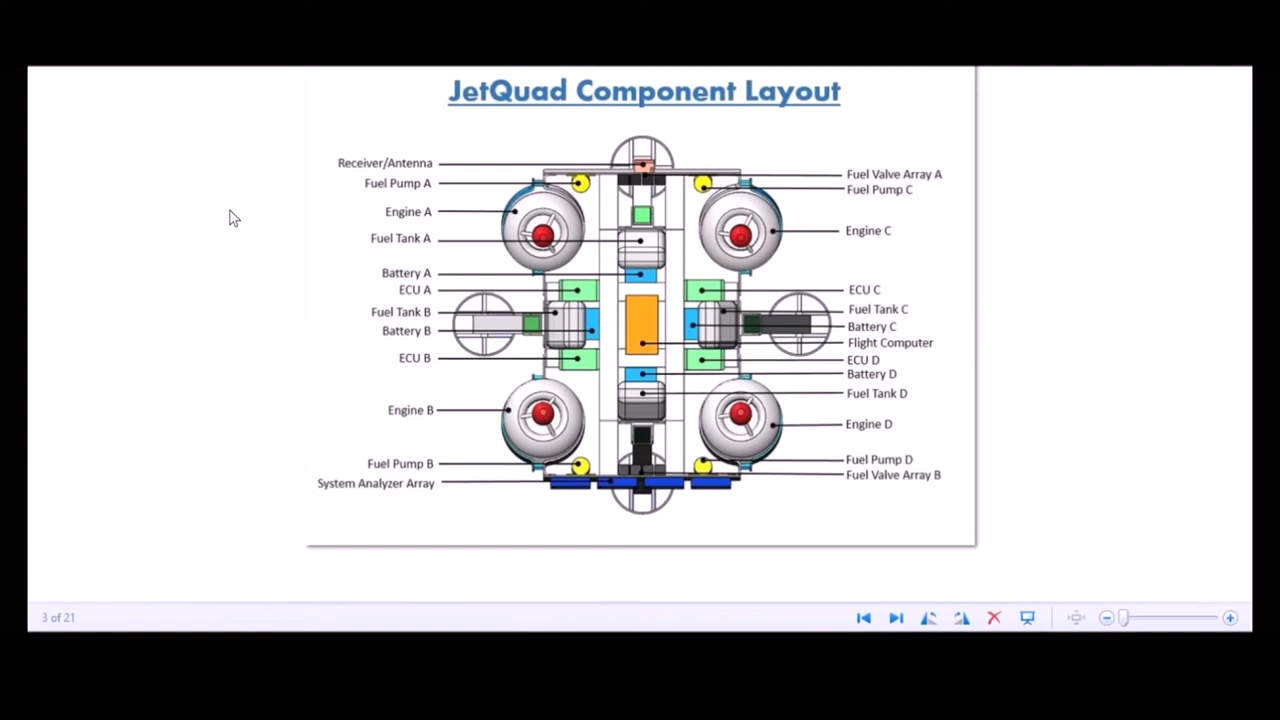 JetQuad Component Layout
Receiver/Antenna
Fuel Pump A
Engine A
Fuel Tank A
Battery A
ECU A
Fuel Tank B
Battery B
ECU B
Engine B
Fuel Pump B
System Analyzer Array
Fuel Valve Array A
Fuel Pump C
Engine C
ECU C
Fuel Tank C
Battery C
Flight Computer
ECU D
Battery D
Fuel Tank D
Engine D
Fuel Pump D
Fuel Valve Array B
3 of 21